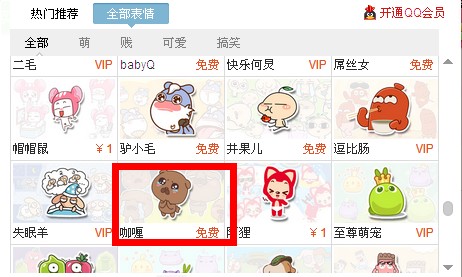 热门推荐 全部表情 开通QQ会员
全部 萌 贱 可爱 搞笑
二毛 VIP babyQ 免费 快乐何炅 VIP 屌丝女 免费
帽帽鼠 ¥1 驴小毛 免费 井果儿 免费 逗比肠 VIP
失眠羊 VIP 咖喱 免费 阿狸 ¥1 至尊萌宠 VIP